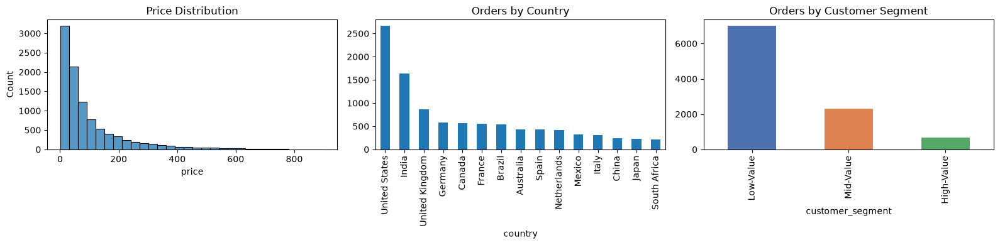 Price Distribution
3000
2500
2000
1500
1000
500
0
Count
0 200 400 600 800
price
Orders by Country
2500
2000
1500
1000
500
0
United States
India
United Kingdom
Germany
Canada
France
Brazil
Australia
Spain
Netherlands
Mexico
Italy
China
Japan
South Africa
country
Orders by Customer Segment
6000
4000
2000
0
Low-Value
Mid-Value
High-Value
customer_segment